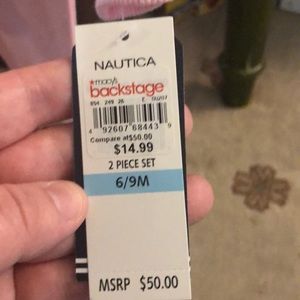 NAUTICA
macy's
backstage
4 92607 68443 9
Compare at $50.00
$14.99
2 PIECE SET
6/9M
MSRP $50.00